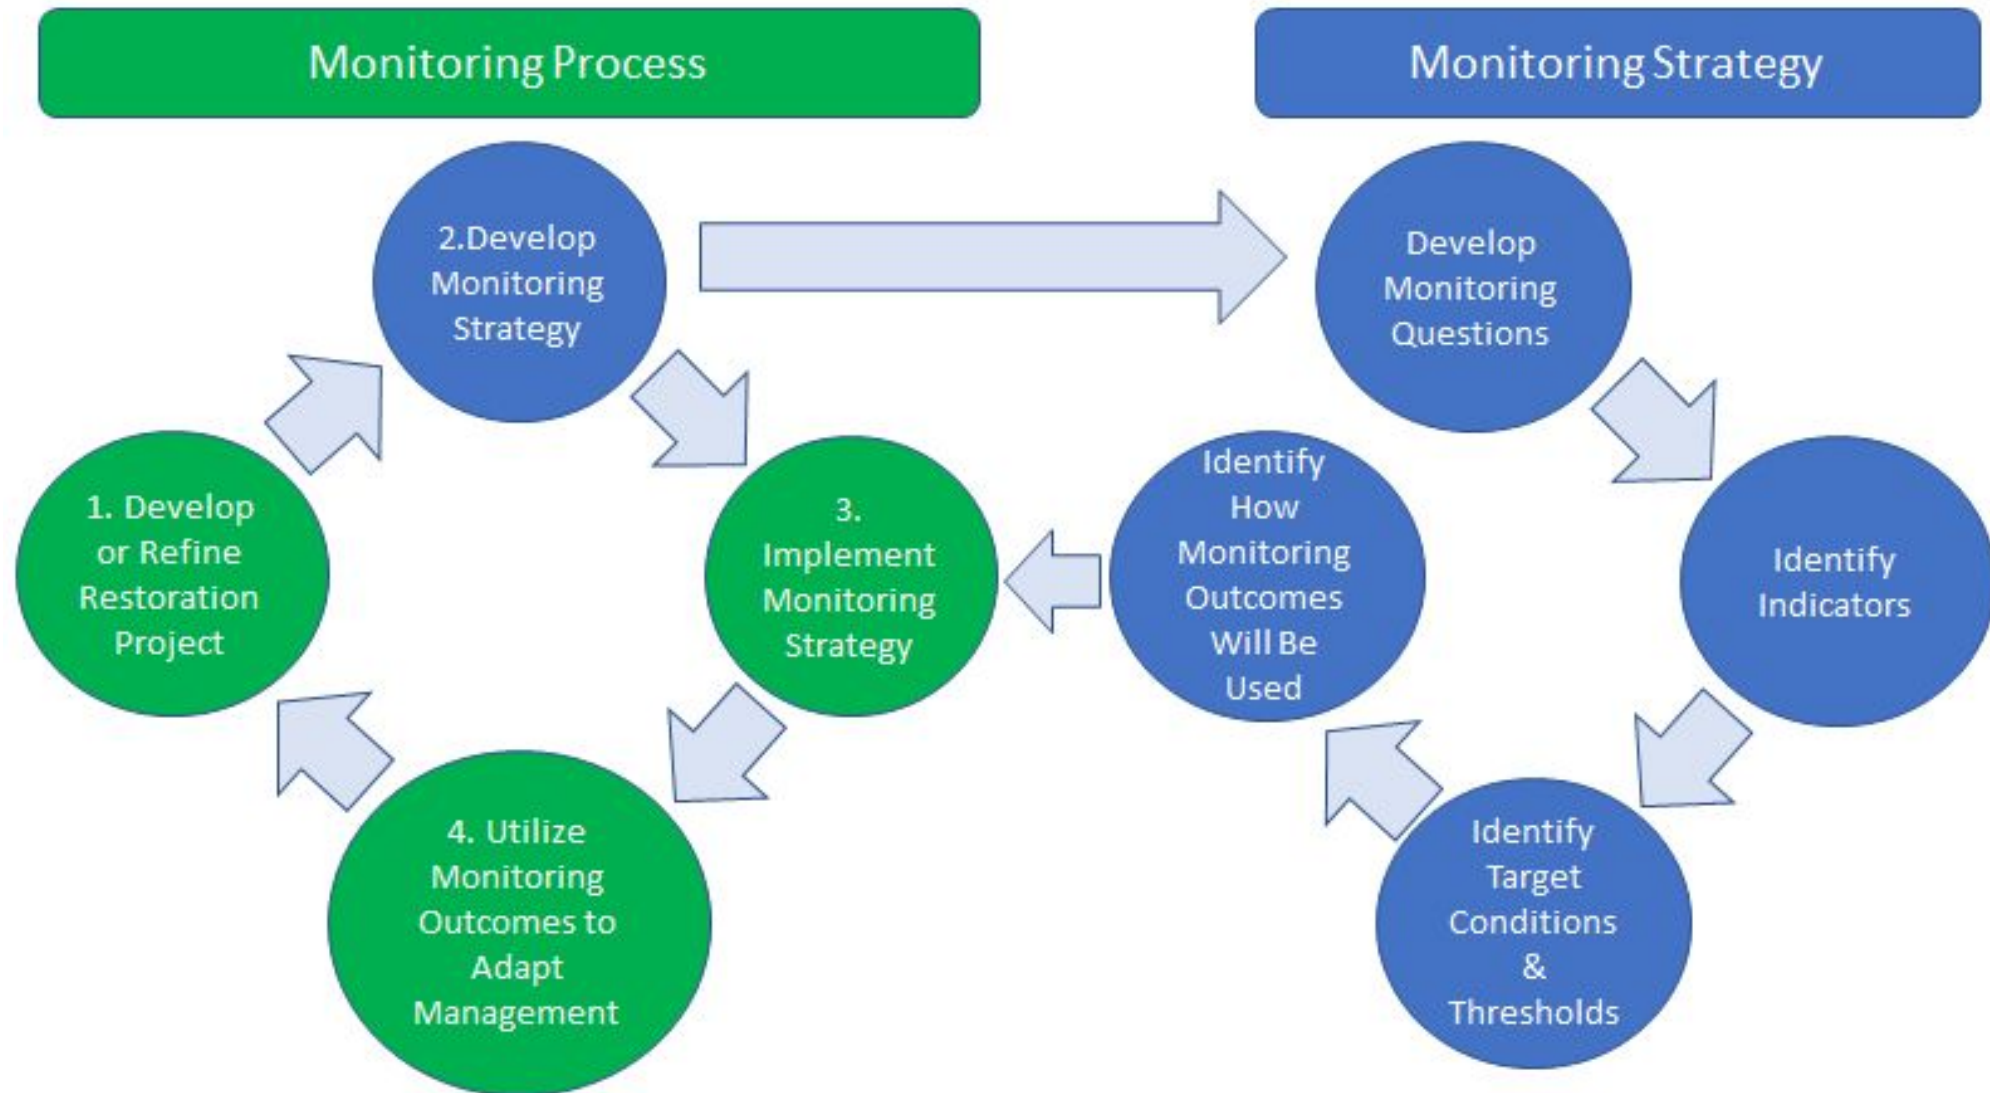 Monitoring Process
Monitoring Strategy
2.Develop
Monitoring
Strategy
Develop
Monitoring
Questions
1. Develop
or Refine
Restoration
Project
3.
Implement
Monitoring
Strategy
Identify
How
Monitoring
Outcomes
Will Be
Used
Identify
Indicators
4. Utilize
Monitoring
Outcomes to
Adapt
Management
Identify
Target
Conditions
&
Thresholds